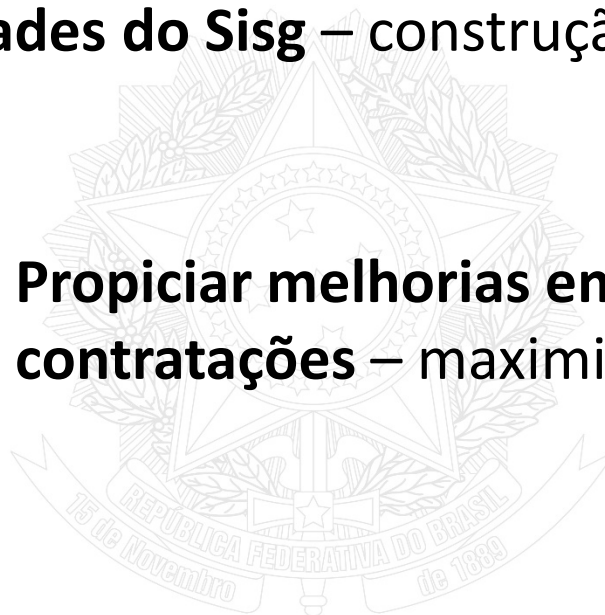 ades do Sisg – construçã
Propiciar melhorias en
contratações – maximi
REPÚBLICA FEDERATIVA DO BRASIL
15 de Novembro
de 1889